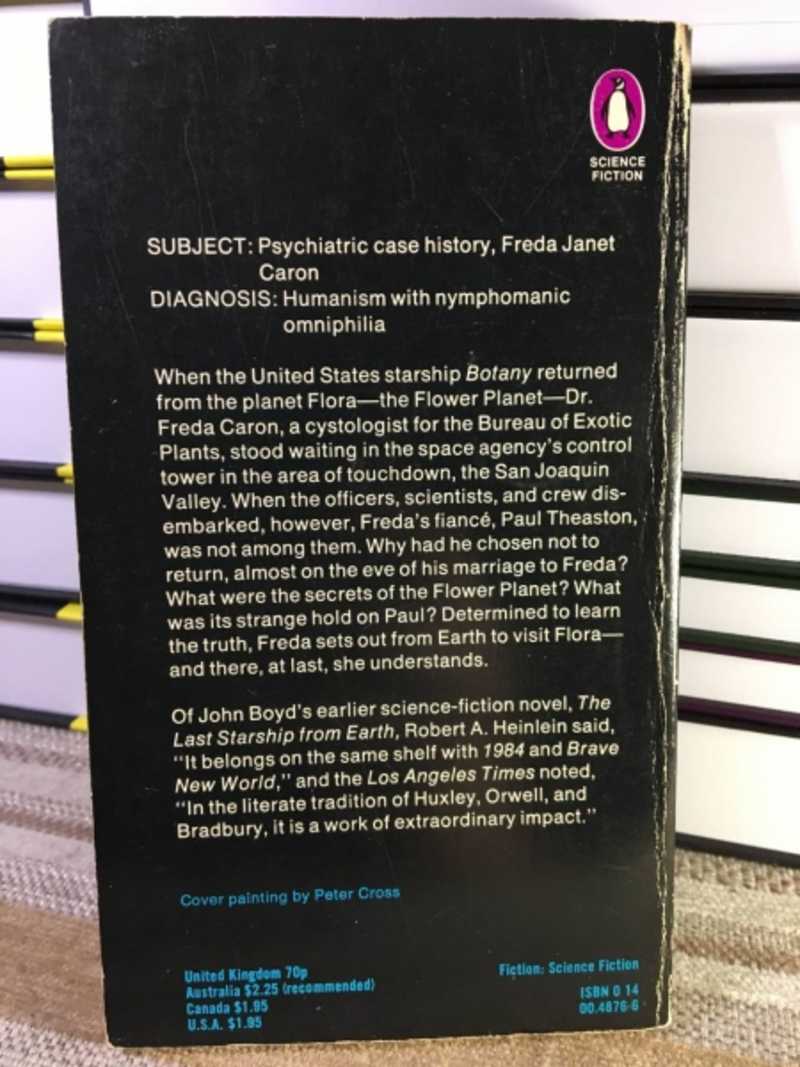 SCIENCE
FICTION
SUBJECT: Psychiatric case history, Freda Janet
Caron
DIAGNOSIS: Humanism with nymphomanic
omniphilia
When the United States starship Botany returned
from the planet Flora—the Flower Planet—Dr.
Freda Caron, a cystologist for the Bureau of Exotic
Plants, stood waiting in the space agency's control
tower in the area of touchdown, the San Joaquin
Valley. When the officers, scientists, and crew dis-
embarked, however, Freda's fiancé, Paul Theaston,
was not among them. Why had he chosen not to
return, almost on the eve of his marriage to Freda?
What were the secrets of the Flower Planet? What
was its strange hold on Paul? Determined to learn
the truth, Freda sets out from Earth to visit Flora—
and there, at last, she understands.
Of John Boyd's earlier science-fiction novel, The
Last Starship from Earth, Robert A. Heinlein said,
"It belongs on the same shelf with 1984 and Brave
New World," and the Los Angeles Times noted,
"In the literate tradition of Huxley, Orwell, and
Bradbury, it is a work of extraordinary impact."
Cover painting by Peter Cross
United Kingdom 70p
Australia $2.25 (recommended)
Canada $1.95
U.S.A. $1.95
Fiction: Science Fiction
ISBN 0 14
00.4876 6